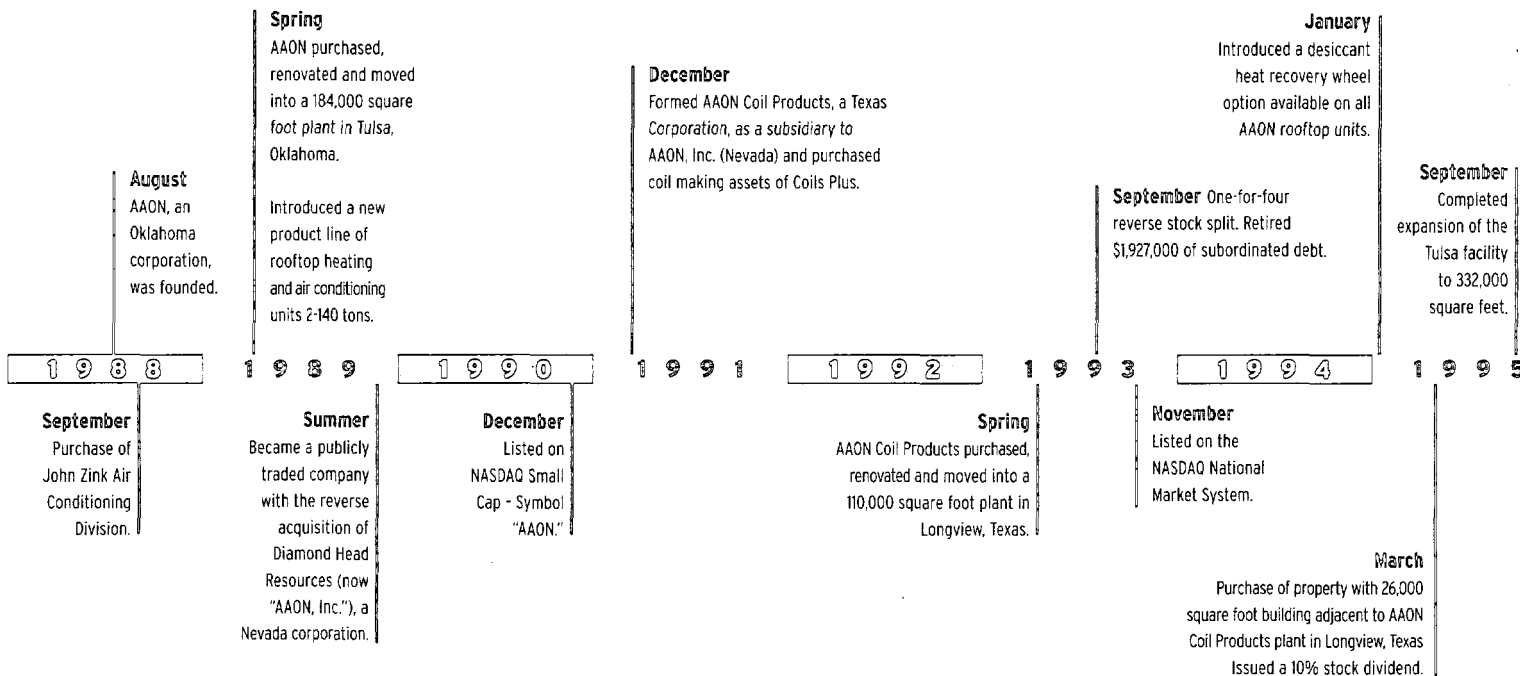 August
AAON, an
Oklahoma
corporation,
was founded.
Spring
AAON purchased,
renovated and moved
into a 184,000 square
foot plant in Tulsa,
Oklahoma.
Introduced a new
product line of
rooftop heating
and air conditioning
units 2-140 tons.
December
Formed AAON Coil Products, a Texas
Corporation, as a subsidiary to
AAON, Inc. (Nevada) and purchased
coil making assets of Coils Plus.
September One-for-four
reverse stock split. Retired
$1,927,000 of subordinated debt.
January
Introduced a desiccant
heat recovery wheel
option available on all
AAON rooftop units.
September
Completed
expansion of the
Tulsa facility
to 332,000
square feet.
1988 1989 1990 1991 1992 1993 1994 1995
September
Purchase of
John Zink Air
Conditioning
Division.
Summer
Became a publicly
traded company
with the reverse
acquisition of
Diamond Head
Resources (now
"AAON, Inc."), a
Nevada corporation.
December
Listed on
NASDAQ Small
Cap - Symbol
"AAON."
Spring
AAON Coil Products purchased,
renovated and moved into a
110,000 square foot plant in
Longview, Texas.
November
Listed on the
NASDAQ National
Market System.
March
Purchase of property with 26,000
square foot building adjacent to AAON
Coil Products plant in Longview, Texas
Issued a 10% stock dividend.